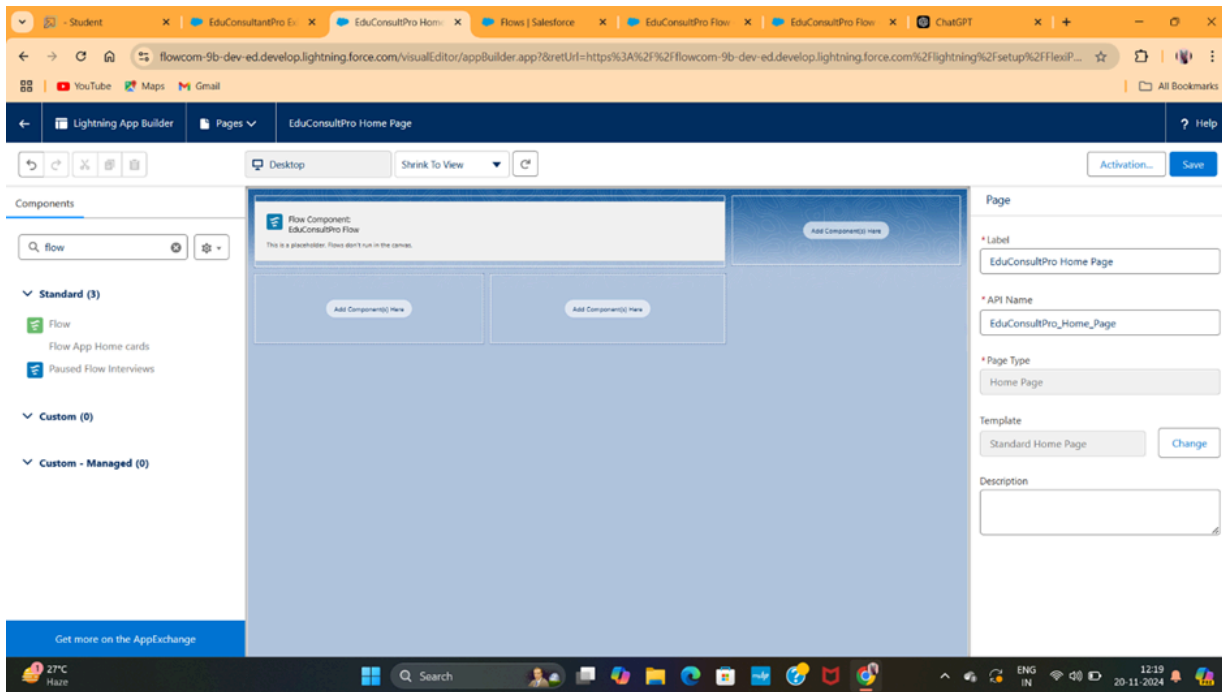 - Student
EduConsultantPro Ex
EduConsultPro Home
Flows | Salesforce
EduConsultPro Flow
EduConsultPro Flow
ChatGPT
flowcom-9b-dev-ed.develop.lightning.force.com/visualEditor/appBuilder.app?&retUrl=https%3A%2F%2Fflowcom-9b-dev-ed.develop.lightning.force.com%2Flightning%2Fsetup%2FFlexiP...
YouTube
Maps
Gmail
All Bookmarks
Lightning App Builder
Pages
EduConsultPro Home Page
? Help
Desktop
Shrink To View
Activation...
Save
Components
flow
Standard (3)
Flow
Flow App Home cards
Paused Flow Interviews
Custom (0)
Custom - Managed (0)
Get more on the AppExchange
Flow Component:
EduConsultPro Flow
This is a placeholder. Flows don't run in the canvas.
Add Component(s) Here
Add Component(s) Here
Add Component(s) Here
Page
*Label
EduConsultPro Home Page
*API Name
EduConsultPro_Home_Page
*Page Type
Home Page
Template
Standard Home Page
Change
Description
1
27°C
Haze
Search
ENG
IN
12:19
20-11-2024